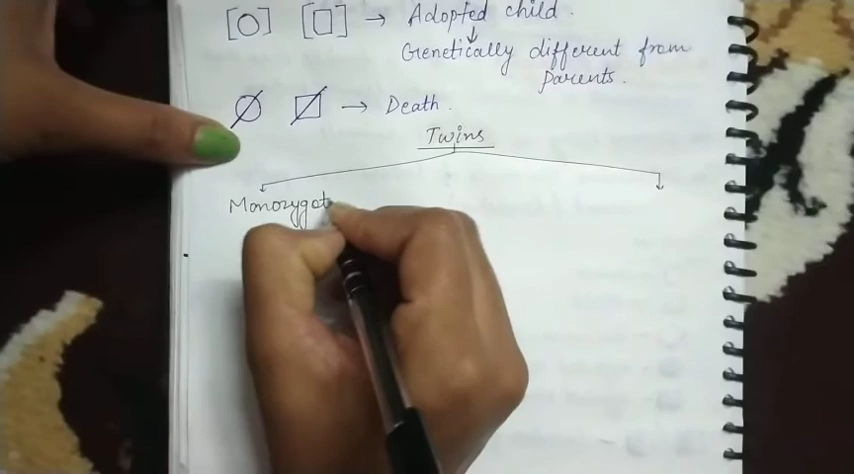 → Adopted child.
↓
Genetically different from
parents.
→ Death.
Twins
Monozygot